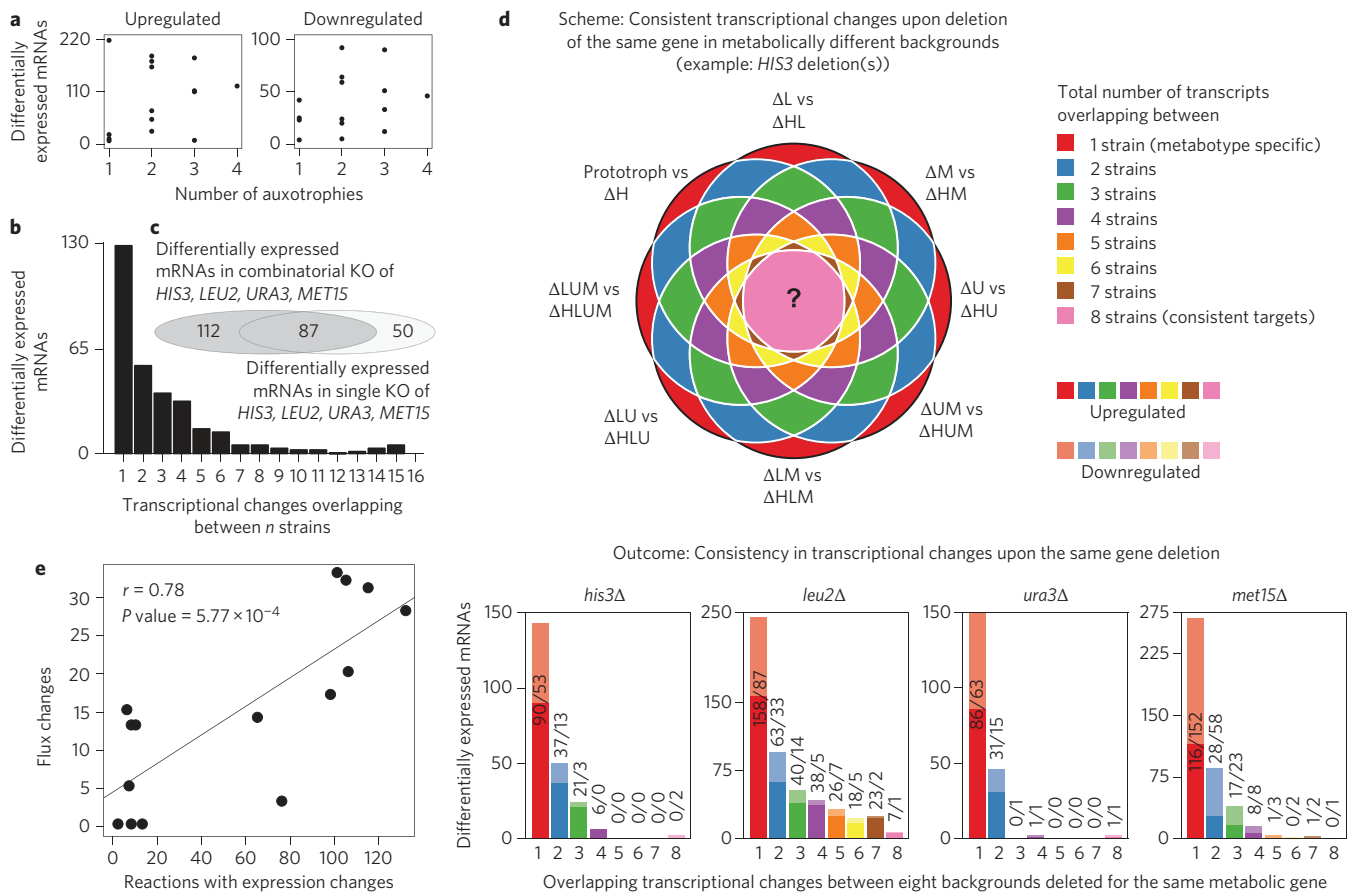 a
Upregulated
Downregulated
Differentially
expressed mRNAs
220
110
0
100
50
0
1 2 3 4
1 2 3 4
Number of auxotrophies
b
Differentially expressed
mRNAs
130
65
0
1 2 3 4 5 6 7 8 9 10 11 12 13 14 15 16
Transcriptional changes overlapping
between n strains
c
Differentially expressed
mRNAs in combinatorial KO of
HIS3, LEU2, URA3, MET15
112 87 50
Differentially expressed
mRNAs in single KO of
HIS3, LEU2, URA3, MET15
d
Scheme: Consistent transcriptional changes upon deletion
of the same gene in metabolically different backgrounds
(example: HIS3 deletion(s))
ΔL vs
ΔHL
ΔM vs
ΔHM
ΔU vs
ΔHU
ΔUM vs
ΔHUM
ΔLM vs
ΔHLM
ΔLU vs
ΔHLU
ΔLUM vs
ΔHLUM
Prototroph vs
ΔH
?
Total number of transcripts
overlapping between
1 strain (metabotype specific)
2 strains
3 strains
4 strains
5 strains
6 strains
7 strains
8 strains (consistent targets)
Upregulated
Downregulated
Outcome: Consistency in transcriptional changes upon the same gene deletion
Differentially expressed mRNAs
his3Δ
150
100
50
0
90/53
37/13
21/3
6/0
0/0
0/0
0/0
0/2
1 2 3 4 5 6 7 8
leu2Δ
250
150
75
0
158/87
63/33
40/14
38/5
26/7
18/5
23/2
7/1
1 2 3 4 5 6 7 8
ura3Δ
150
100
50
0
86/63
31/15
0/1
1/1
0/0
0/0
0/0
1/1
1 2 3 4 5 6 7 8
met15Δ
275
225
150
75
0
116/152
28/58
17/23
8/8
1/3
0/2
1/2
0/1
1 2 3 4 5 6 7 8
Overlapping transcriptional changes between eight backgrounds deleted for the same metabolic gene
e
r = 0.78
P value = 5.77 × 10⁻⁴
Flux changes
30
25
20
15
10
5
0
0 20 40 60 80 100 120
Reactions with expression changes